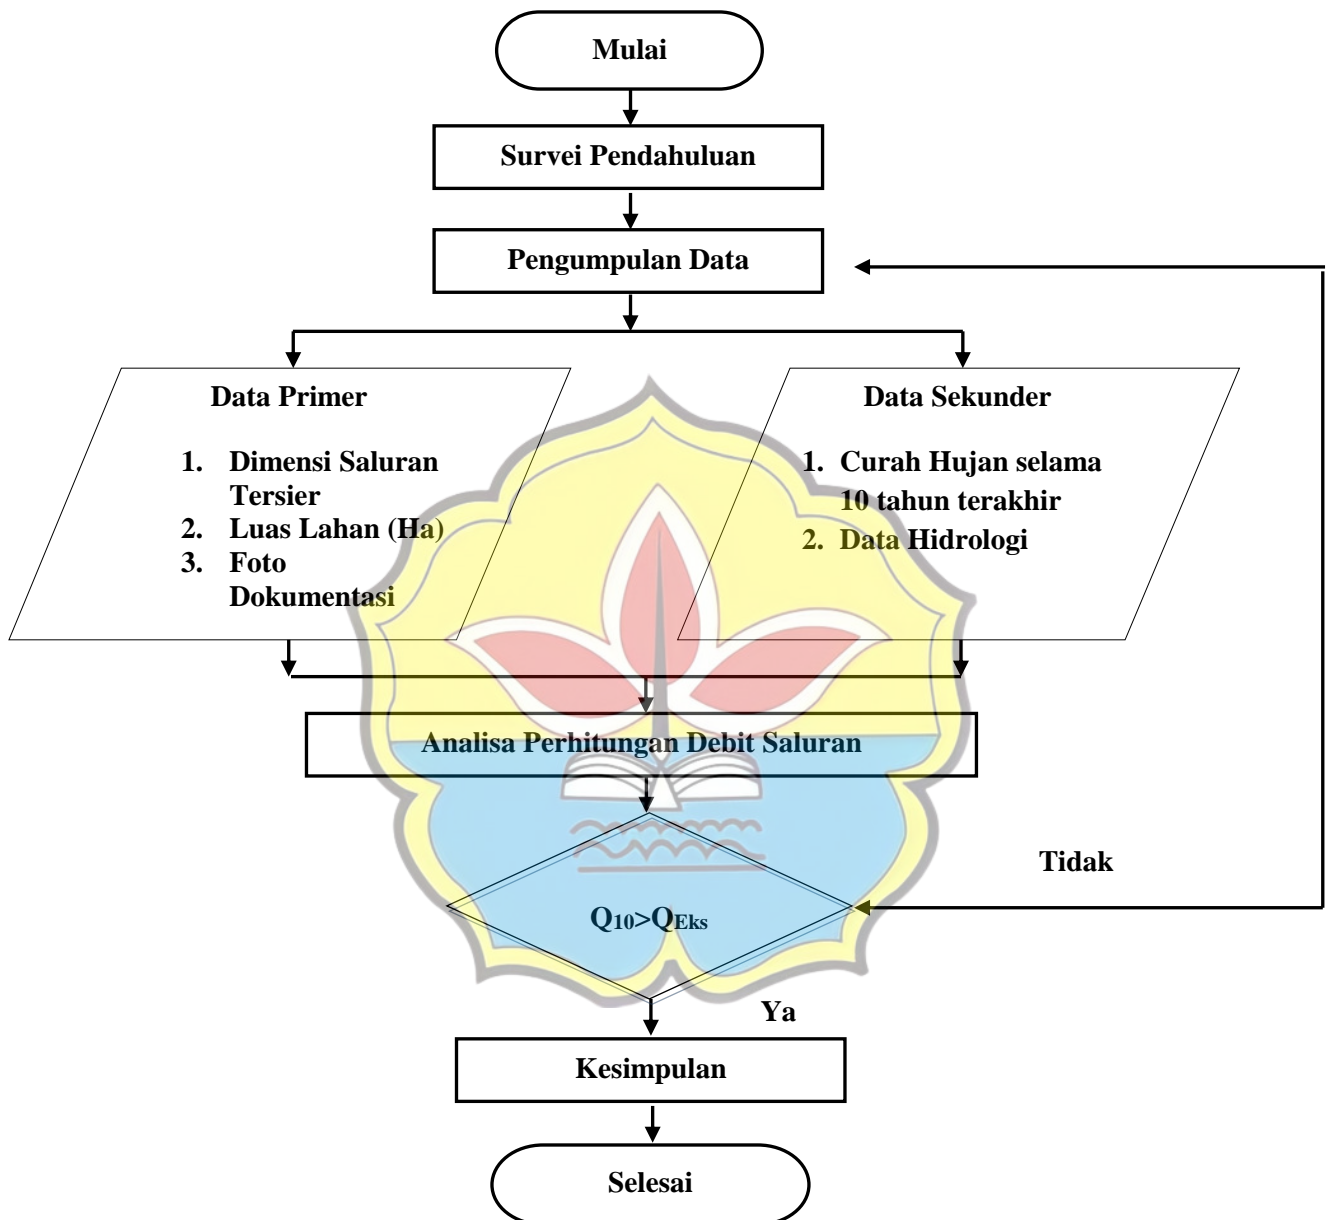 Mulai
Survei Pendahuluan
Pengumpulan Data
Data Primer
1. Dimensi Saluran
Tersier
2. Luas Lahan (Ha)
3. Foto
Dokumentasi
Data Sekunder
1. Curah Hujan selama
10 tahun terakhir
2. Data Hidrologi
Analisa Perhitungan Debit Saluran
Tidak
Q10>QEks
Ya
Kesimpulan
Selesai